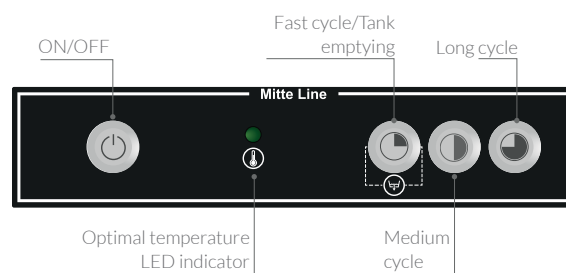 Fast cycle/Tank
emptying
ON/OFF
Long cycle
Mitte Line
Optimal temperature
LED indicator
Medium
cycle